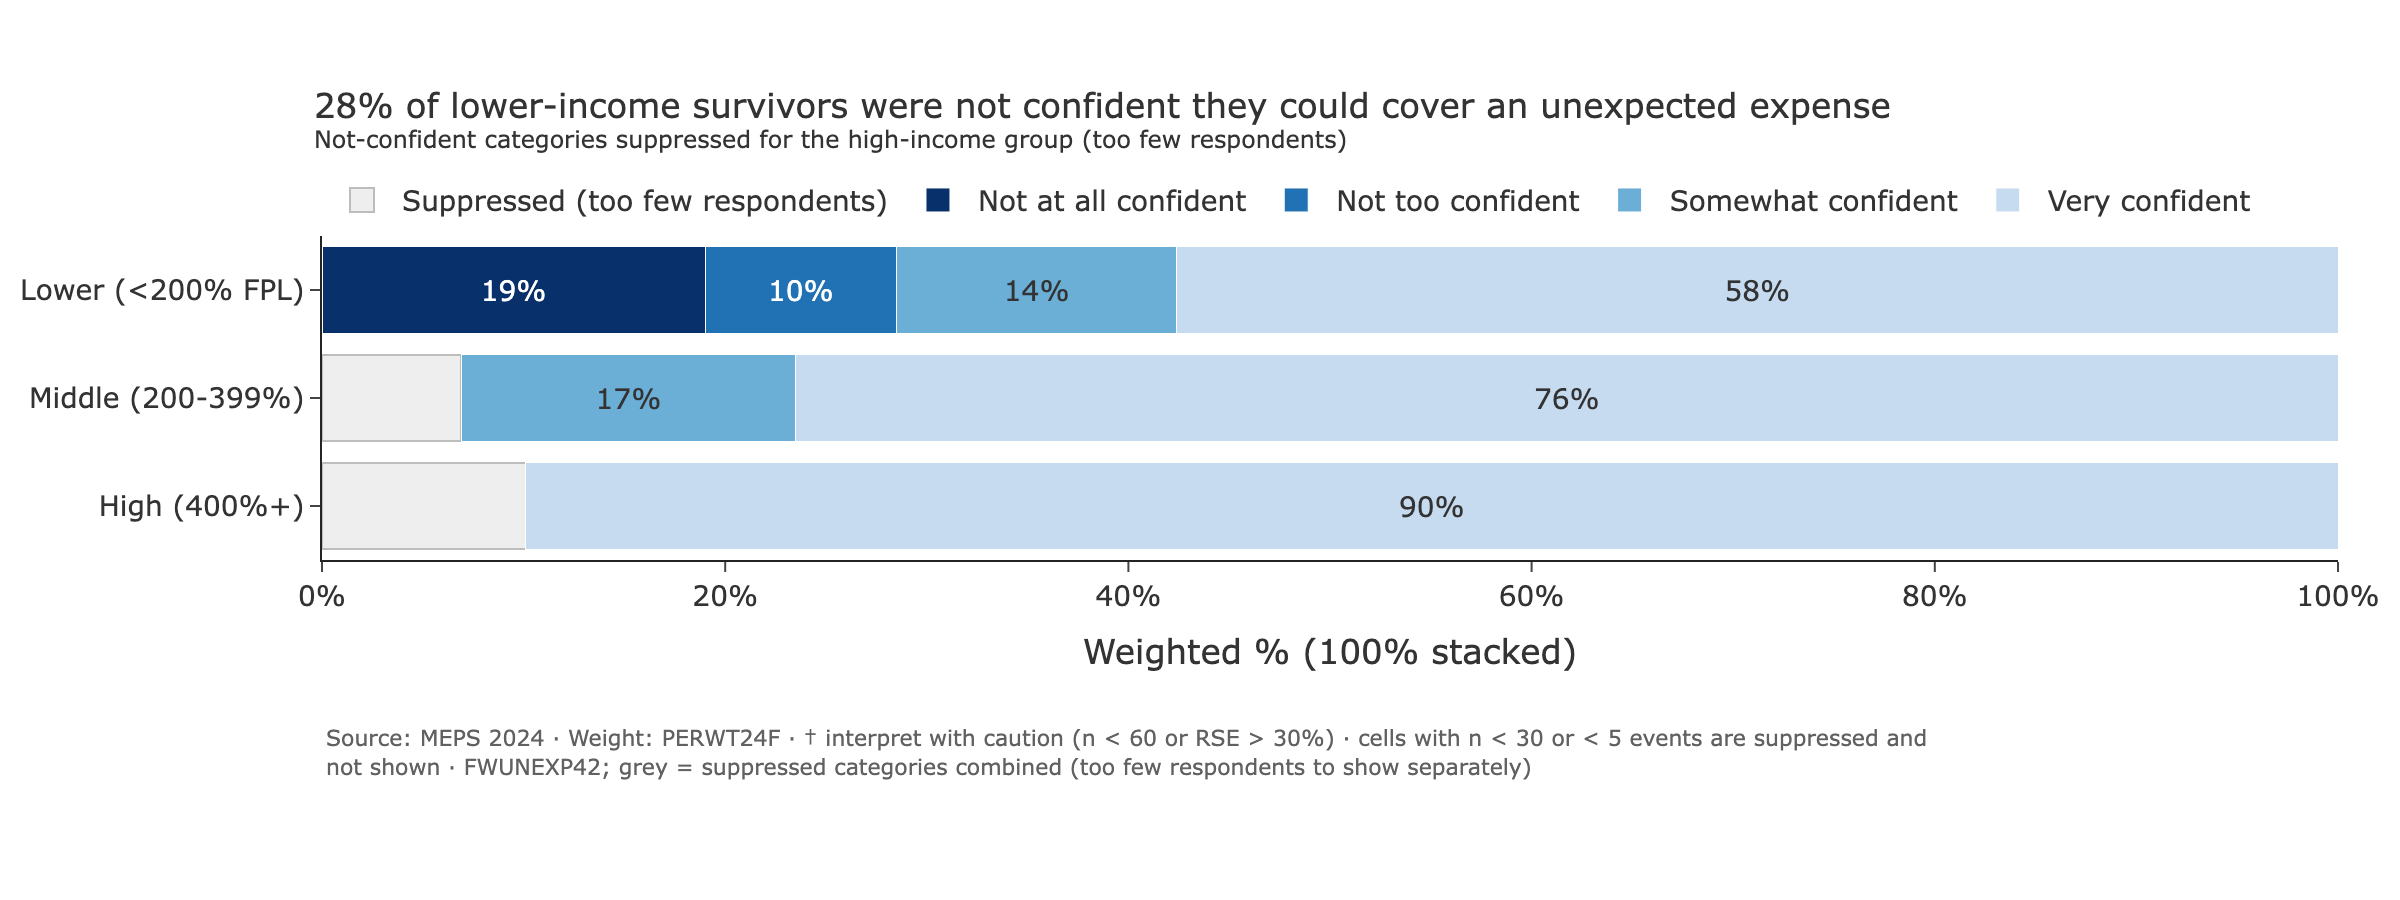 28% of lower-income survivors were not confident they could cover an unexpected expense
Not-confident categories suppressed for the high-income group (too few respondents)
Suppressed (too few respondents) Not at all confident Not too confident Somewhat confident Very confident
Lower (<200% FPL) 19% 10% 14% 58%
Middle (200-399%) 17% 76%
High (400%+) 90%
0% 20% 40% 60% 80% 100%
Weighted % (100% stacked)
Source: MEPS 2024 · Weight: PERWT24F · † interpret with caution (n < 60 or RSE > 30%) · cells with n < 30 or < 5 events are suppressed and
not shown · FWUNEXP42; grey = suppressed categories combined (too few respondents to show separately)